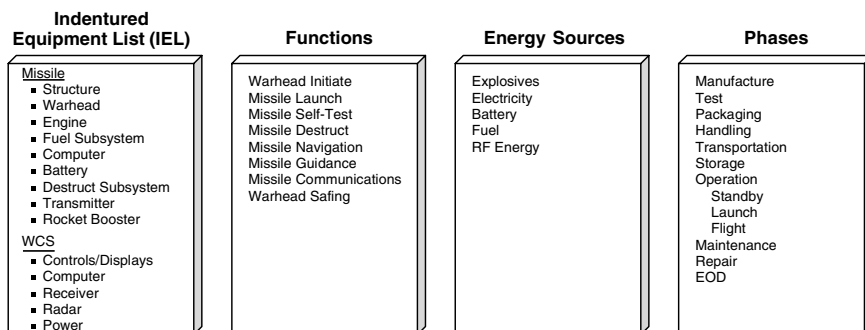 Indentured
Equipment List (IEL)
Missile
▪ Structure
▪ Warhead
▪ Engine
▪ Fuel Subsystem
▪ Computer
▪ Battery
▪ Destruct Subsystem
▪ Transmitter
▪ Rocket Booster
WCS
▪ Controls/Displays
▪ Computer
▪ Receiver
▪ Radar
▪ Power
Functions
Warhead Initiate
Missile Launch
Missile Self-Test
Missile Destruct
Missile Navigation
Missile Guidance
Missile Communications
Warhead Safing
Energy Sources
Explosives
Electricity
Battery
Fuel
RF Energy
Phases
Manufacture
Test
Packaging
Handling
Transportation
Storage
Operation
Standby
Launch
Flight
Maintenance
Repair
EOD